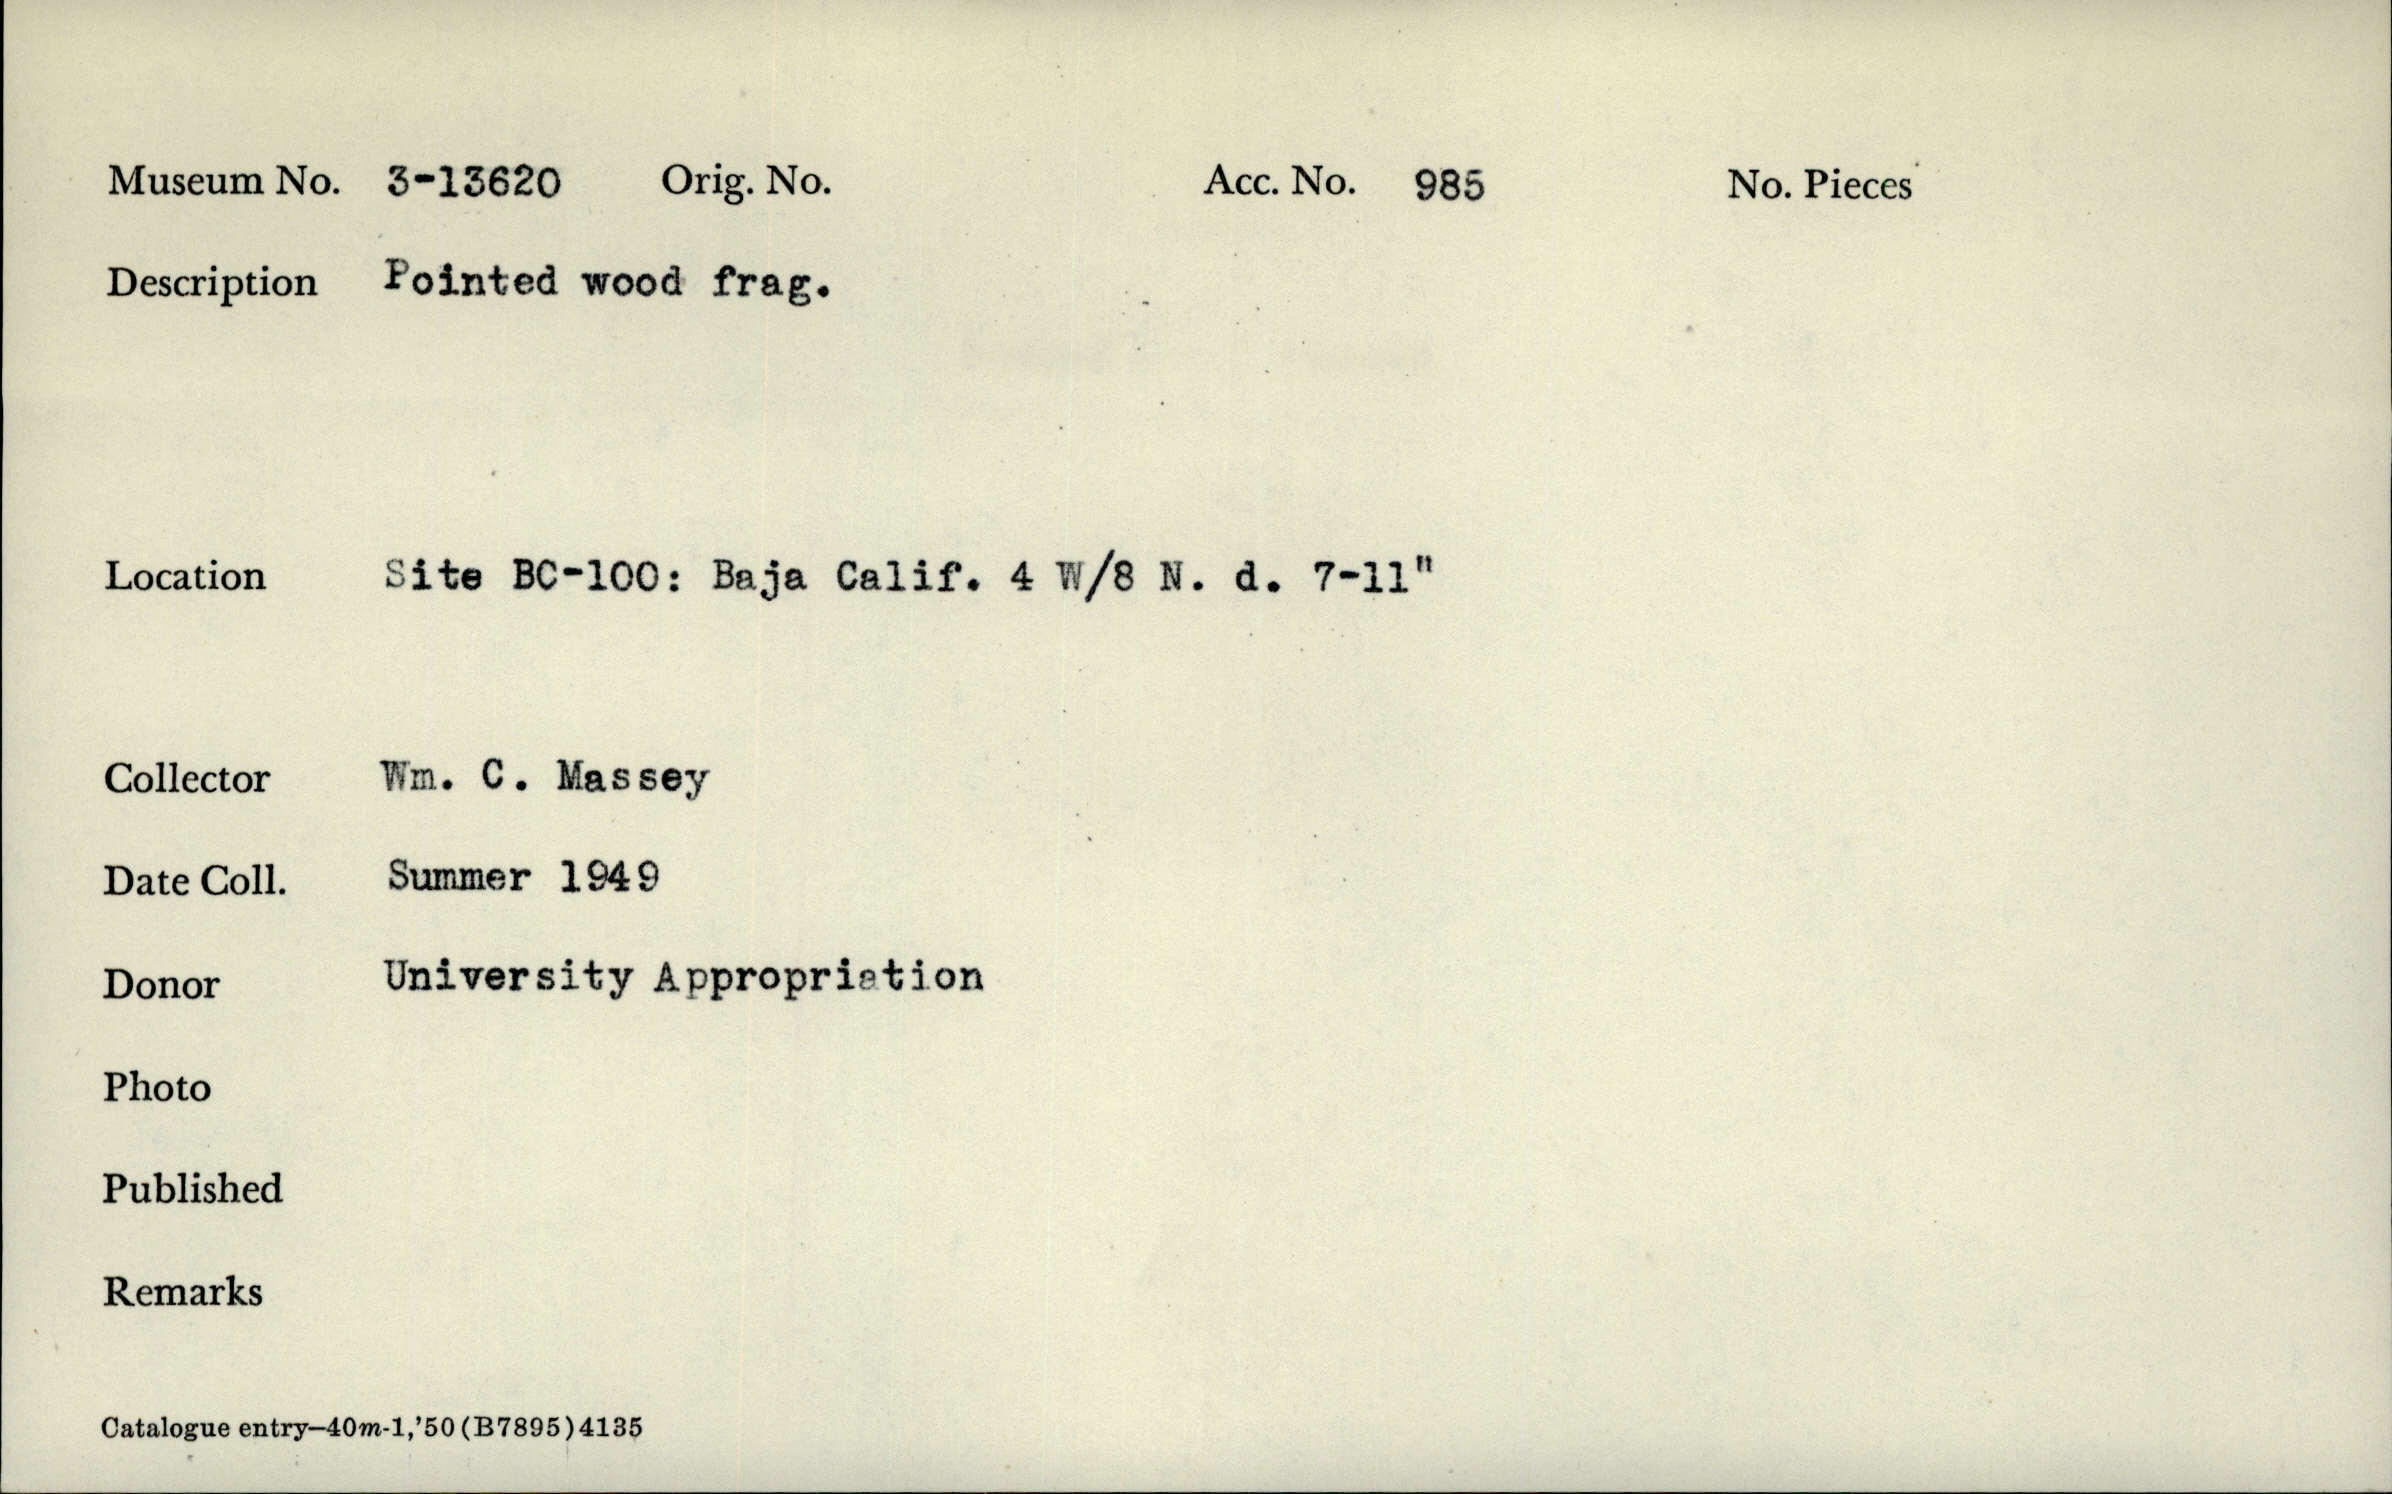 Museum No. 3-13620 Orig. No. Acc. No. 985 No. Pieces
Description Pointed wood frag.
Location Site BC-100: Baja Calif. 4 W/8 N. d. 7-11"
Collector Wm. C. Massey
Date Coll. Summer 1949
Donor University Appropriation
Photo
Published
Remarks
Catalogue entry—40m-1,'50(B7895)4135